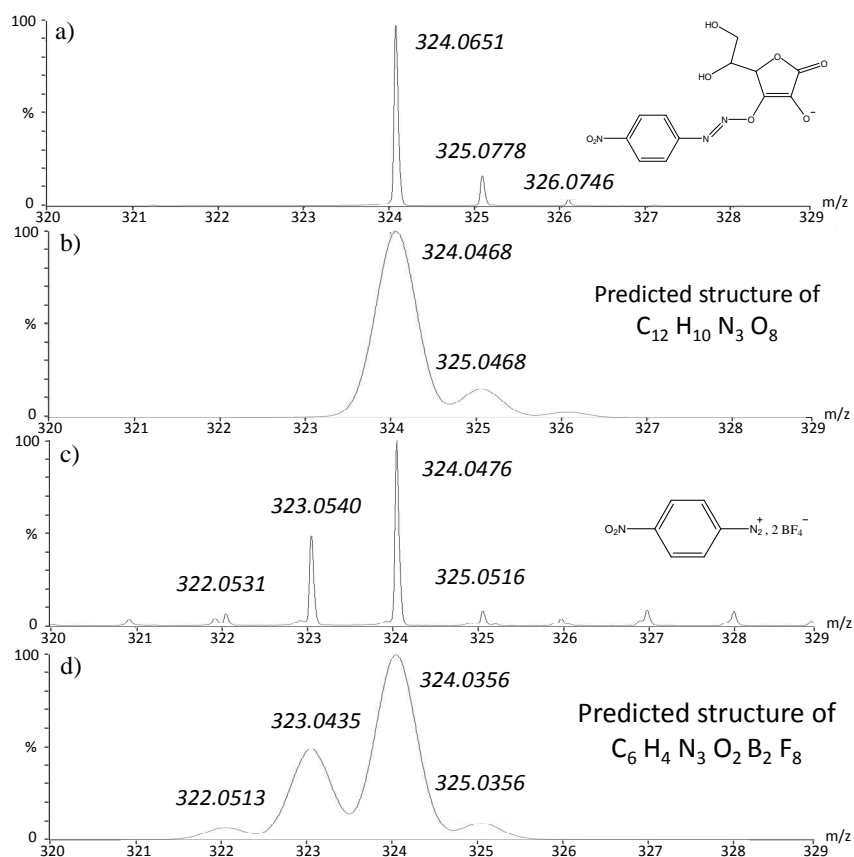 100
a)
324.0651
%
325.0778
326.0746
0
320 321 322 323 324 325 326 327 328 329
m/z
HO
HO
O
O
O⁻
O
N
N
O₂N
100
b)
324.0468
%
325.0468
0
320 321 322 323 324 325 326 327 328 329
m/z
Predicted structure of
C₁₂ H₁₀ N₃ O₈
100
c)
324.0476
323.0540
%
322.0531
325.0516
0
320 321 322 323 324 325 326 327 328 329
m/z
O₂N
N₂⁺ , 2 BF₄⁻
100
d)
324.0356
323.0435
%
322.0513
325.0356
0
320 321 322 323 324 325 326 327 328 329
m/z
Predicted structure of
C₆ H₄ N₃ O₂ B₂ F₈